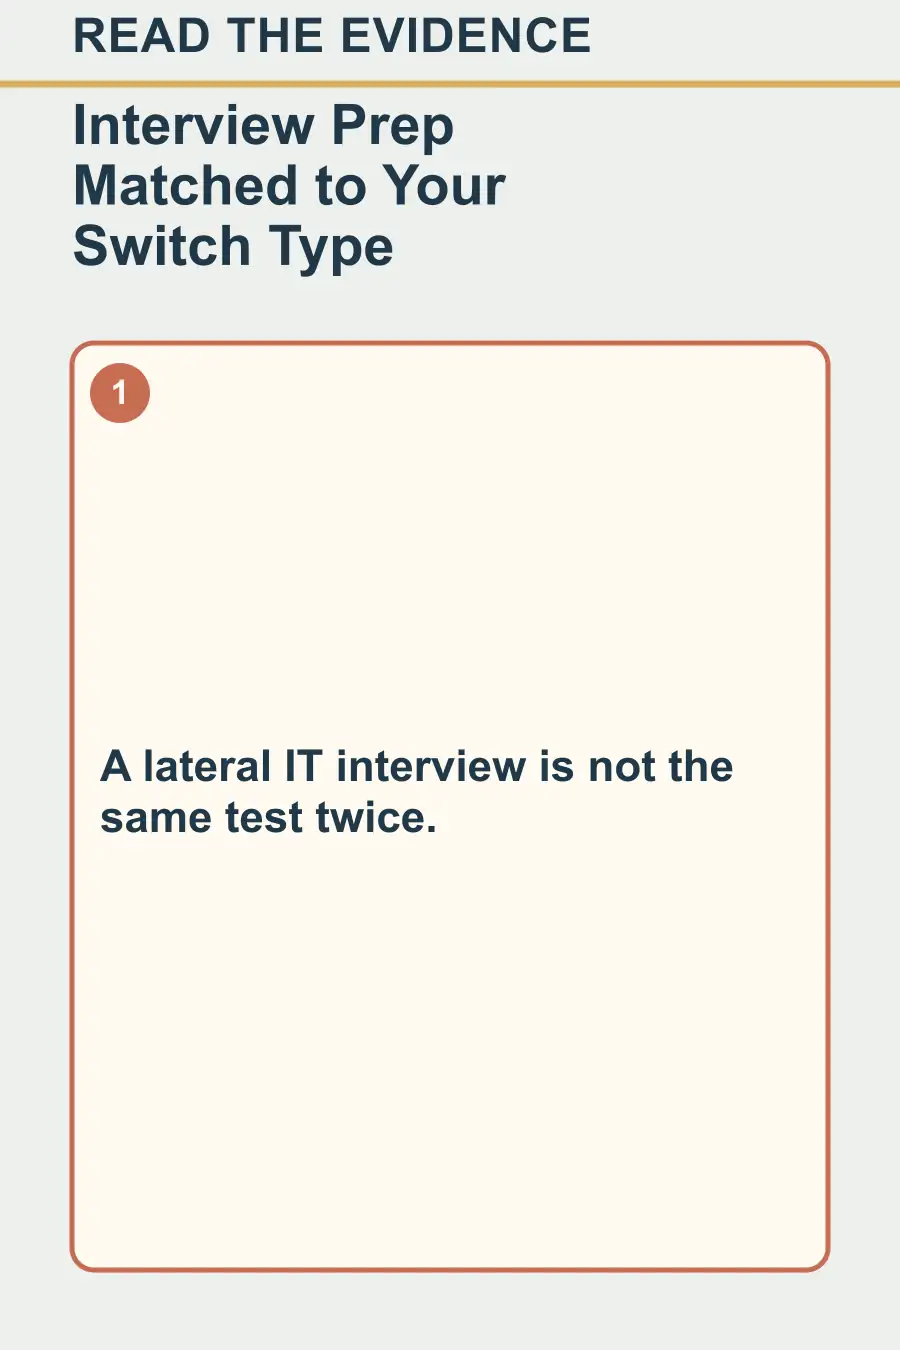 READ THE EVIDENCE
Interview Prep
Matched to Your
Switch Type
1
A lateral IT interview is not the
same test twice.